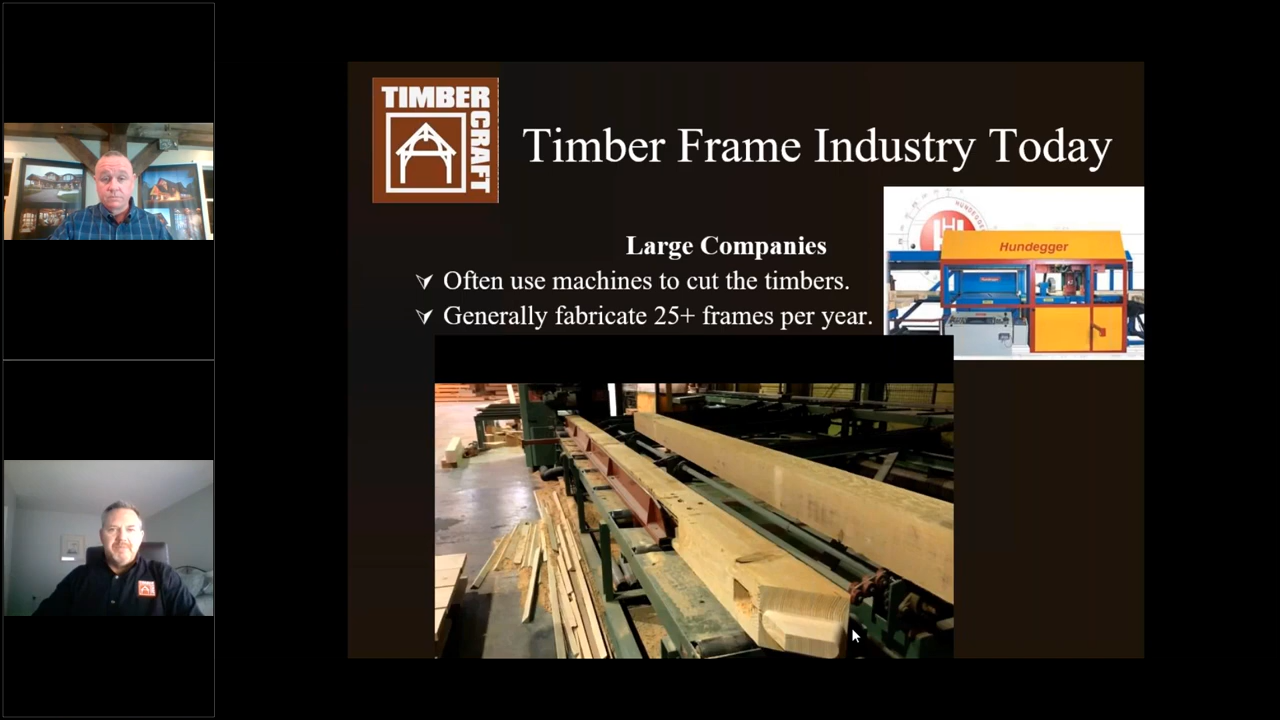 TIMBER
CRAFT
Timber Frame Industry Today
HUNDEGGER
Hundegger
Large Companies
Often use machines to cut the timbers.
Generally fabricate 25+ frames per year.